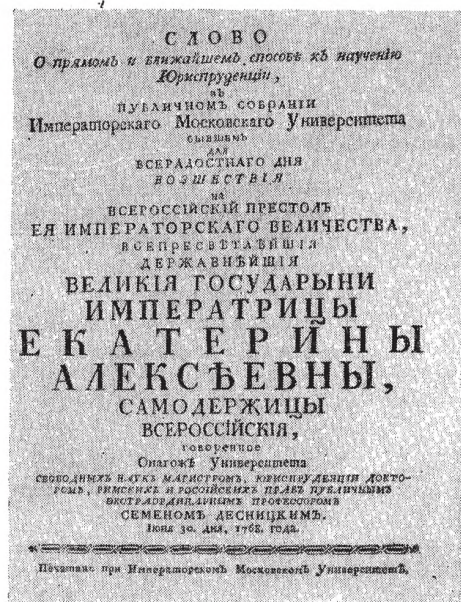 СЛОВО
О прямомъ и ближайшемъ способѣ къ наученію
Юриспруденціи,
въ
ПУБЛИЧНОМЪ СОБРАНІИ
Императорскаго Московскаго Университета
бывшемъ
для
ВСЕРАДОСТНАГО ДНЯ
ВОЗШЕСТВІЯ
на
ВСЕРОССІЙСКІЙ ПРЕСТОЛЪ
ЕЯ ИМПЕРАТОРСКАГО ВЕЛИЧЕСТВА,
ВСЕПРЕСВѢТЛѢЙШІЯ
ДЕРЖАВНѢЙШІЯ
ВЕЛИКІЯ ГОСУДАРЫНИ
ИМПЕРАТРИЦЫ
ЕКАТЕРИНЫ
АЛЕКСѢЕВНЫ,
САМОДЕРЖИЦЫ
ВСЕРОССІЙСКІЯ,
говоренное
Онагожъ Университета
СВОБОДНЫХЪ НАУКЪ МАГИСТРОМЪ, ЮРИСПРУДЕНЦІИ ДОКТО-
РОМЪ, РИМСКИХЪ И РОССІЙСКИХЪ ПРАВЪ ПУБЛИЧНЫМЪ
ЕКСТРАОРДИНАРНЫМЪ ПРОФЕССОРОМЪ
СЕМЕНОМЪ ДЕСНИЦКИМЪ.
Іюня 30. дня, 1768. года.
Печатано при Императорскомъ Московскомъ Университетѣ.